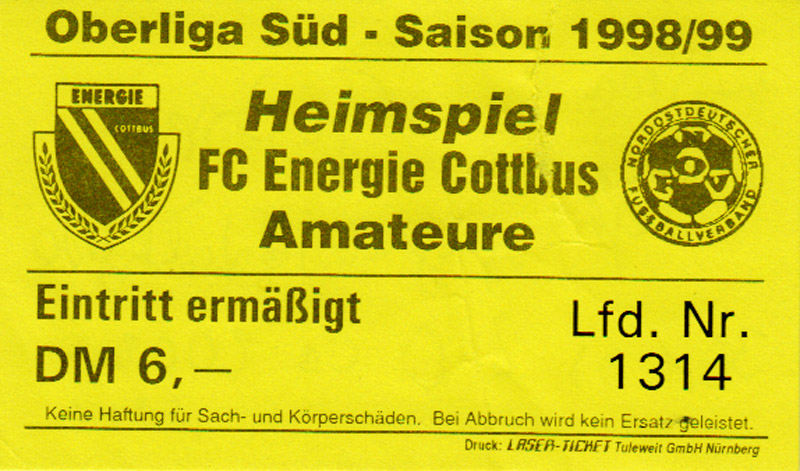 Oberliga Süd - Saison 1998/99
ENERGIE
COTTBUS
Heimspiel
FC Energie Cottbus
Amateure
NORDOSTDEUTSCHER
N
O
F V
FUSSBALLVERBAND
Eintritt ermäßigt
DM 6,—
Lfd. Nr.
1314
Keine Haftung für Sach- und Körperschäden. Bei Abbruch wird kein Ersatz geleistet.
Druck: LASER-TICKET Tuleweit GmbH Nürnberg